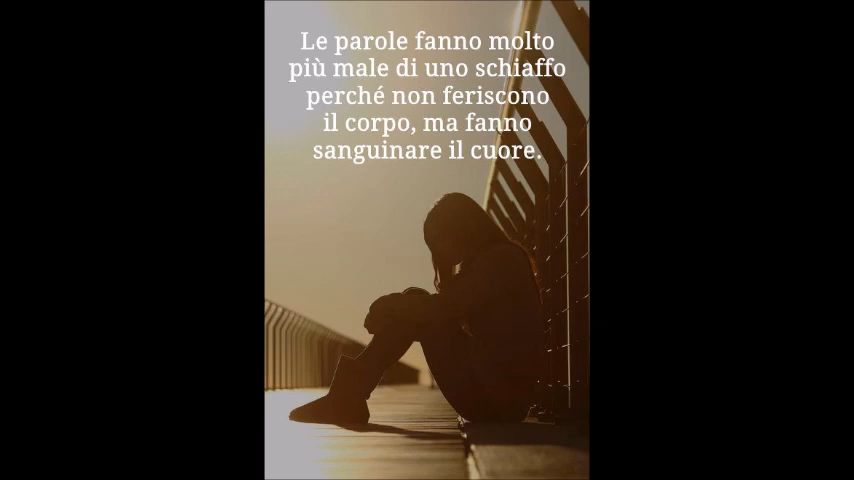 Le parole fanno molto
più male di uno schiaffo
perché non feriscono
il corpo, ma fanno
sanguinare il cuore.